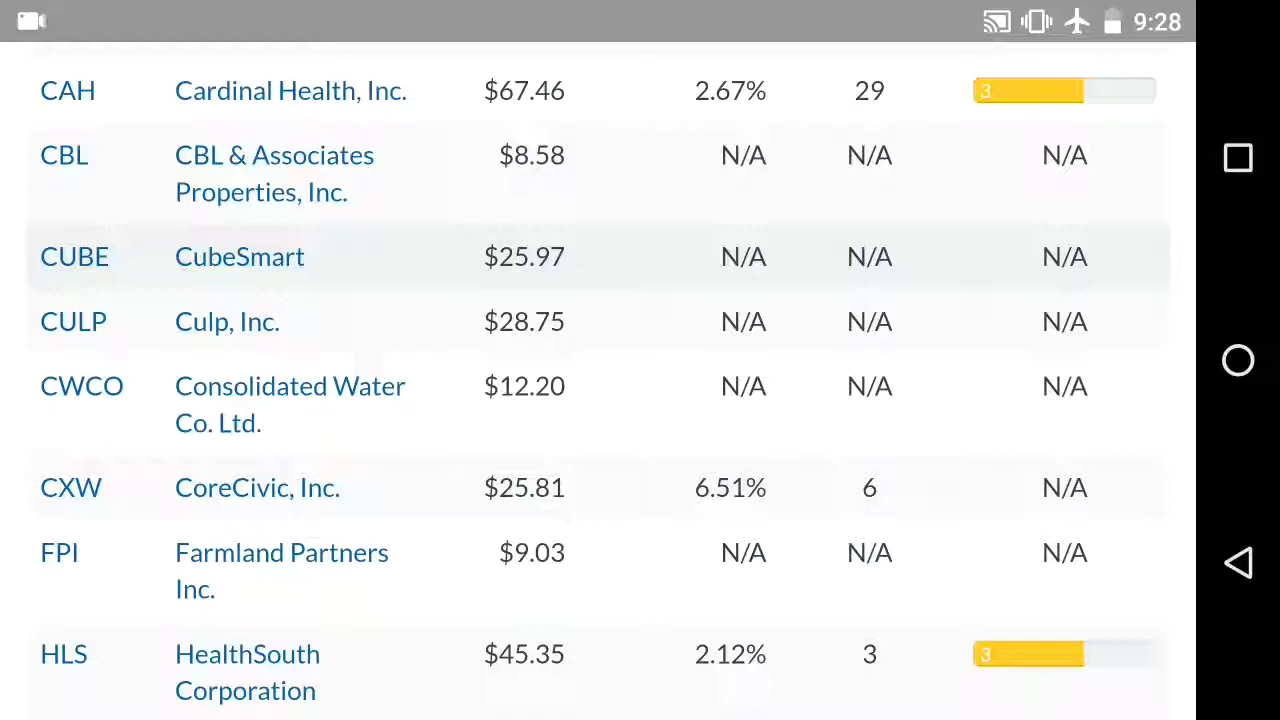 9:28
CAH Cardinal Health, Inc. $67.46 2.67% 29 3
CBL CBL & Associates $8.58 N/A N/A N/A
Properties, Inc.
CUBE CubeSmart $25.97 N/A N/A N/A
CULP Culp, Inc. $28.75 N/A N/A N/A
CWCO Consolidated Water $12.20 N/A N/A N/A
Co. Ltd.
CXW CoreCivic, Inc. $25.81 6.51% 6 N/A
FPI Farmland Partners $9.03 N/A N/A N/A
Inc.
HLS HealthSouth $45.35 2.12% 3 3
Corporation